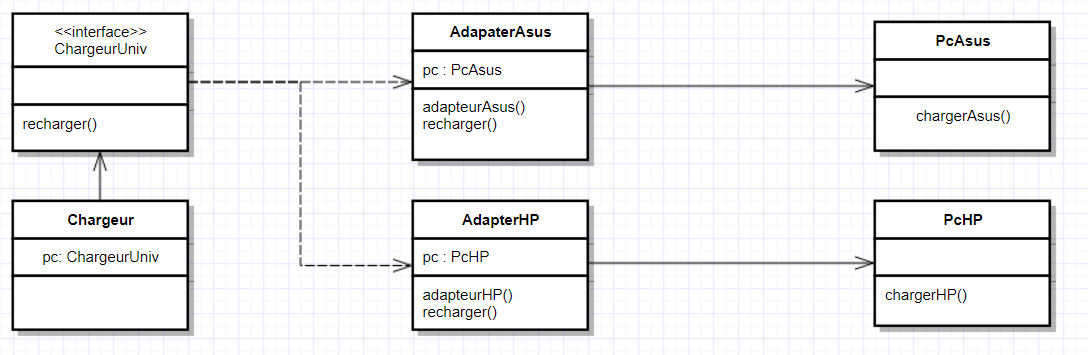 <<interface>>
ChargeurUniv
recharger()
Chargeur
pc: ChargeurUniv
AdapaterAsus
pc : PcAsus
adapteurAsus()
recharger()
AdapterHP
pc : PcHP
adapteurHP()
recharger()
PcAsus
chargerAsus()
PcHP
chargerHP()